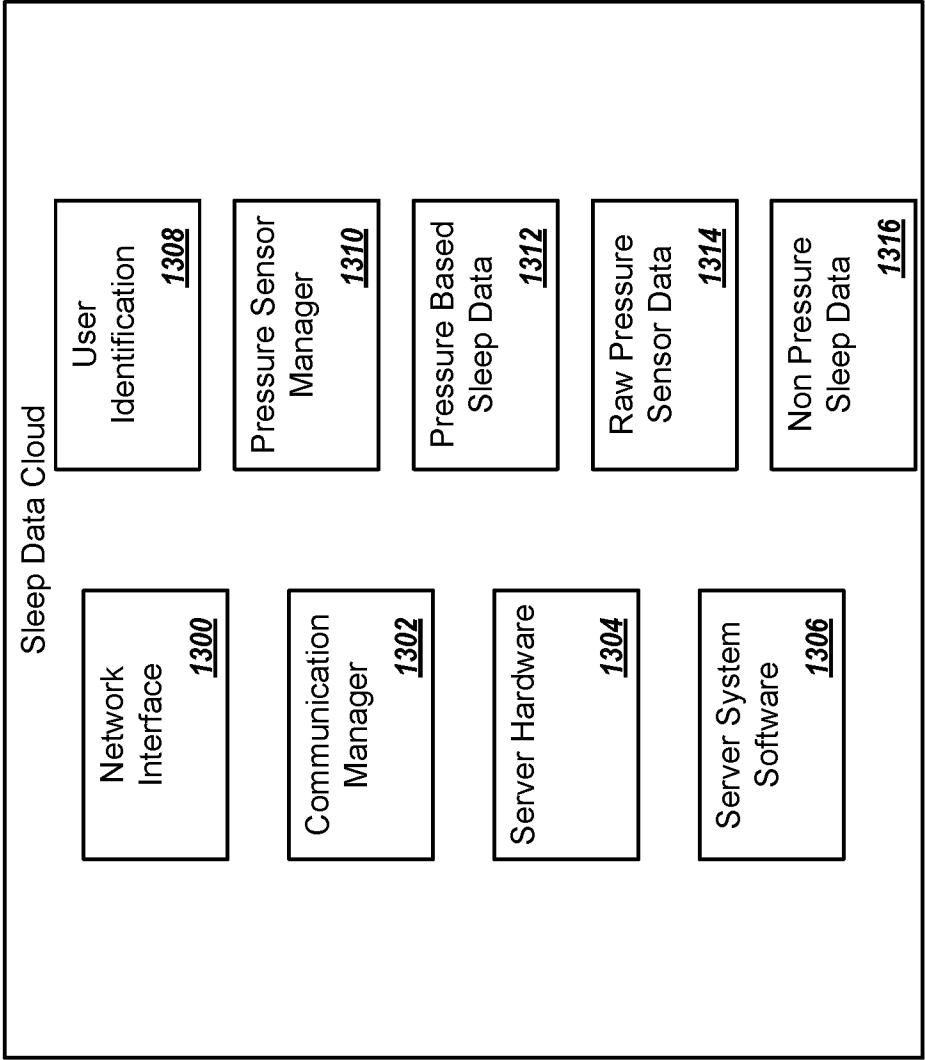 Sleep Data Cloud
Network
Interface
1300
Communication
Manager
1302
Server Hardware
1304
Server System
Software
1306
User
Identification
1308
Pressure Sensor
Manager
1310
Pressure Based
Sleep Data
1312
Raw Pressure
Sensor Data
1314
Non Pressure
Sleep Data
1316